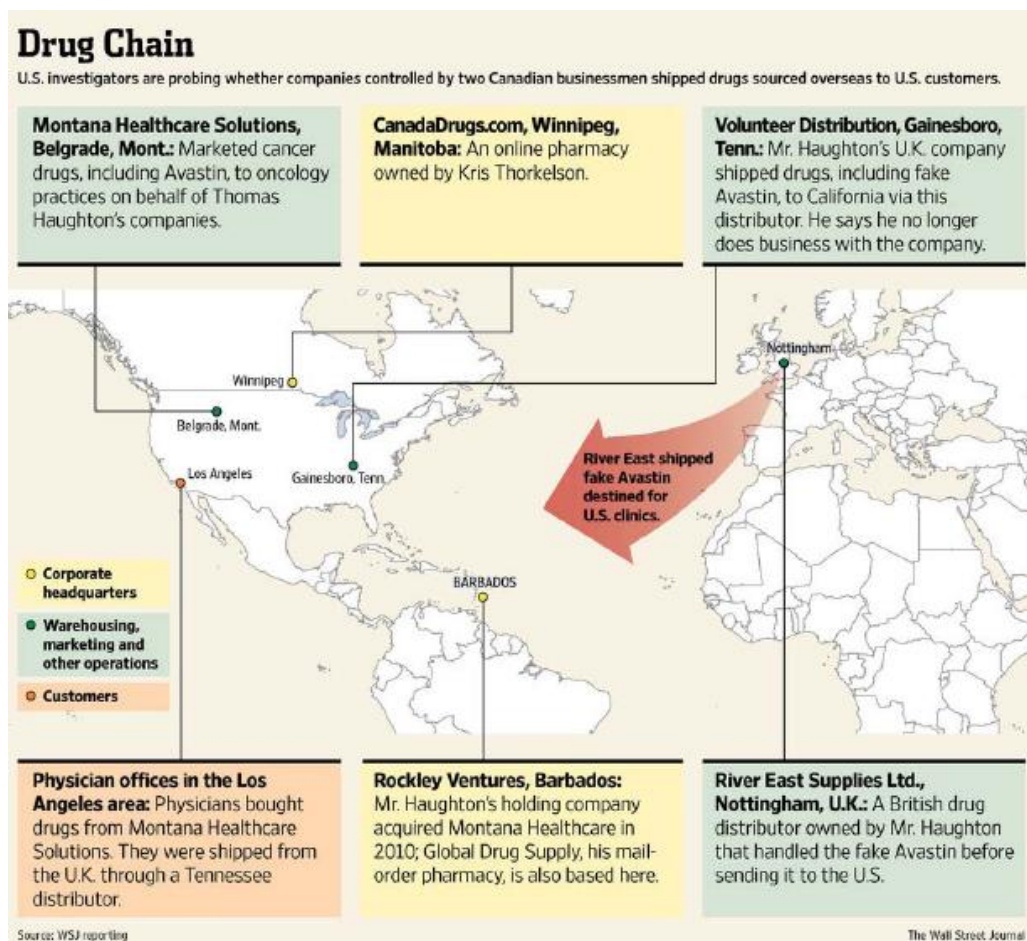 Drug Chain
U.S. investigators are probing whether companies controlled by two Canadian businessmen shipped drugs sourced overseas to U.S. customers.
Montana Healthcare Solutions,
Belgrade, Mont.: Marketed cancer
drugs, including Avastin, to oncology
practices on behalf of Thomas
Haughton's companies.
CanadaDrugs.com, Winnipeg,
Manitoba: An online pharmacy
owned by Kris Thorkelson.
Volunteer Distribution, Gainesboro,
Tenn.: Mr. Haughton's U.K. company
shipped drugs, including fake
Avastin, to California via this
distributor. He says he no longer
does business with the company.
Nottingham
Winnipeg
Belgrade, Mont.
Los Angeles
Gainesboro, Tenn.
River East shipped
fake Avastin
destined for
U.S. clinics.
BARBADOS
Corporate
headquarters
Warehousing,
marketing and
other operations
Customers
Physician offices in the Los
Angeles area: Physicians bought
drugs from Montana Healthcare
Solutions. They were shipped from
the U.K. through a Tennessee
distributor.
Rockley Ventures, Barbados:
Mr. Haughton's holding company
acquired Montana Healthcare in
2010; Global Drug Supply, his mail-
order pharmacy, is also based here.
River East Supplies Ltd.,
Nottingham, U.K.: A British drug
distributor owned by Mr. Haughton
that handled the fake Avastin before
sending it to the U.S.
Source: WSJ reporting
The Wall Street Journal